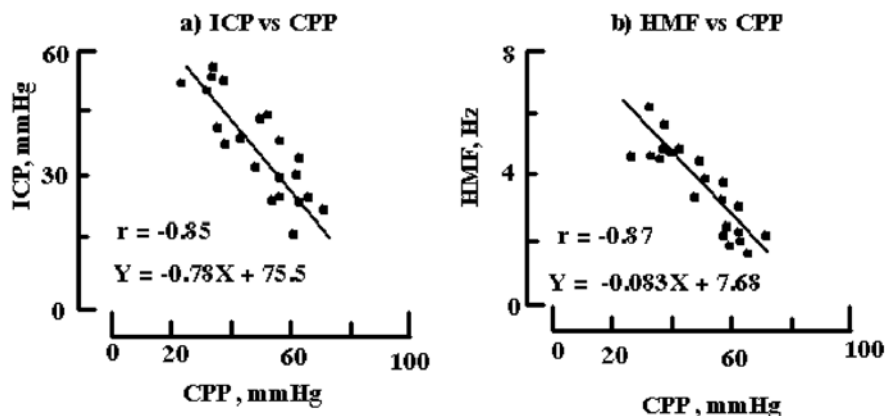 a) ICP vs CPP
60
30
0
ICP, mmHg
r = -0.85
Y = -0.78X + 75.5
0 20 60 100
CPP , mmHg
b) HMF vs CPP
8
4
0
HMF, Hz
r = -0.87
Y = -0.083X + 7.68
0 20 60 100
CPP , mmHg